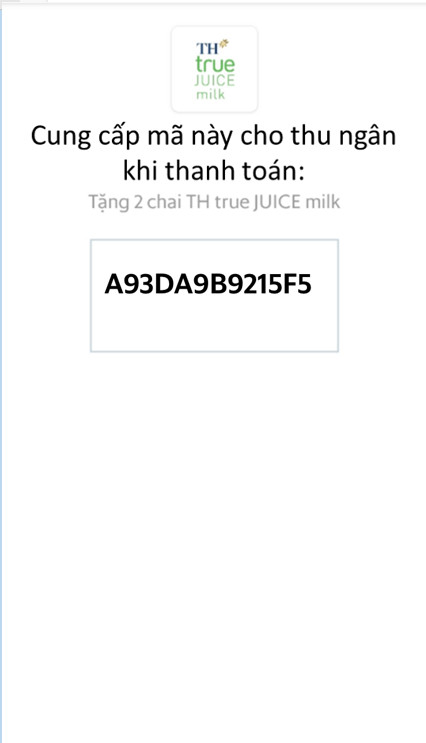 TH
true
JUICE
milk
Cung cấp mã này cho thu ngân
khi thanh toán:
Tặng 2 chai TH true JUICE milk
A93DA9B9215F5